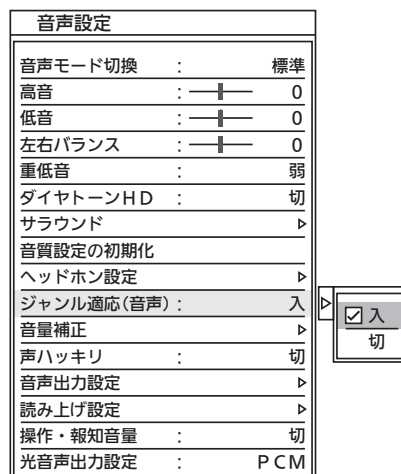 音声設定
音声モード切換 : 標準
高音 : 0
低音 : 0
左右バランス : 0
重低音 弱
ダイヤトーンHD : 切
サラウンド
音質設定の初期化
ヘッドホン設定
ジャンル適応(音声) : 入
音量補正
声ハッキリ : 切
音声出力設定
読み上げ設定
操作・報知音量 : 切
光音声出力設定 : PCM
入
切